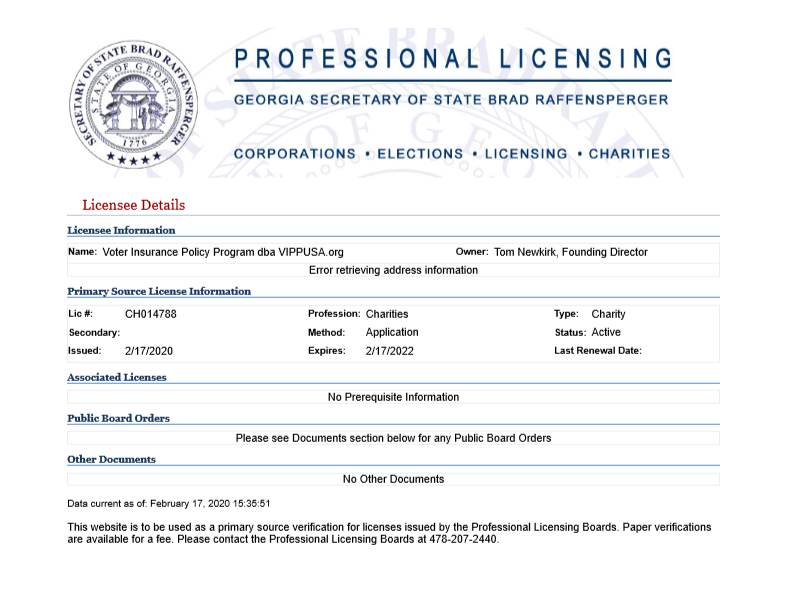 SECRETARY OF STATE BRAD RAFFENSPERGER
STATE OF GEORGIA
1776
PROFESSIONAL LICENSING
GEORGIA SECRETARY OF STATE BRAD RAFFENSPERGER
CORPORATIONS • ELECTIONS • LICENSING • CHARITIES
Licensee Details
Licensee Information
Name: Voter Insurance Policy Program dba VIPPUSA.org Owner: Tom Newkirk, Founding Director
Error retrieving address information
Primary Source License Information
Lic #: CH014788 Profession: Charities Type: Charity
Secondary: Method: Application Status: Active
Issued: 2/17/2020 Expires: 2/17/2022 Last Renewal Date:
Associated Licenses
No Prerequisite Information
Public Board Orders
Please see Documents section below for any Public Board Orders
Other Documents
No Other Documents
Data current as of: February 17, 2020 15:35:51
This website is to be used as a primary source verification for licenses issued by the Professional Licensing Boards. Paper verifications
are available for a fee. Please contact the Professional Licensing Boards at 478-207-2440.